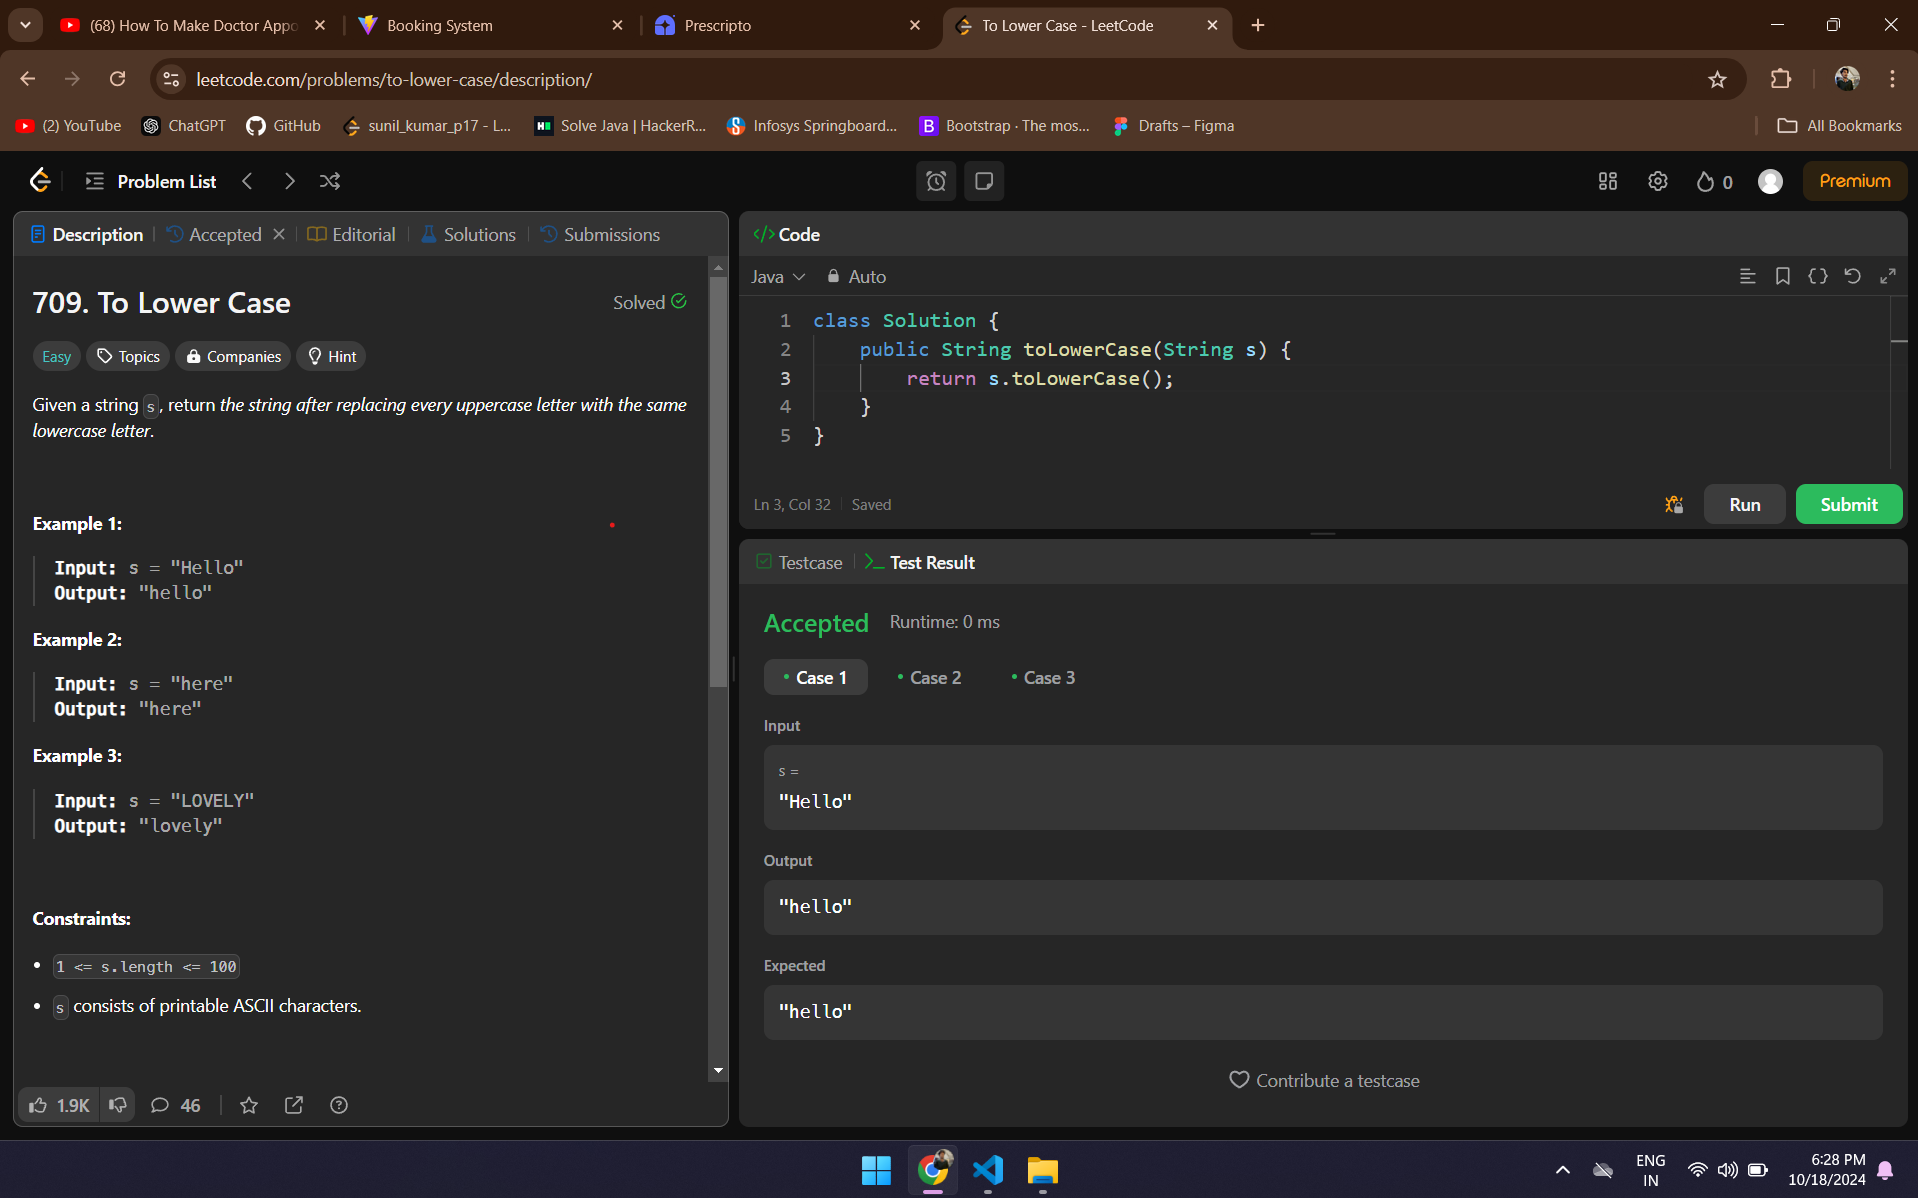 (68) How To Make Doctor Appo
Booking System
Prescripto
To Lower Case - LeetCode
leetcode.com/problems/to-lower-case/description/
(2) YouTube
ChatGPT
GitHub
sunil_kumar_p17 - L...
Solve Java | HackerR...
Infosys Springboard...
Bootstrap · The mos...
Drafts – Figma
All Bookmarks
Problem List
0
Premium
Description
Accepted
Editorial
Solutions
Submissions
709. To Lower Case
Solved
Easy
Topics
Companies
Hint
Given a string s, return the string after replacing every uppercase letter with the same
lowercase letter.
Example 1:
Input: s = "Hello"
Output: "hello"
Example 2:
Input: s = "here"
Output: "here"
Example 3:
Input: s = "LOVELY"
Output: "lovely"
Constraints:
• 1 <= s.length <= 100
• s consists of printable ASCII characters.
1.9K
46
</> Code
Java
Auto
1 class Solution {
2 public String toLowerCase(String s) {
3 return s.toLowerCase();
4 }
5 }
Ln 3, Col 32
Saved
Run
Submit
Testcase
>_ Test Result
Accepted
Runtime: 0 ms
• Case 1
• Case 2
• Case 3
Input
s =
"Hello"
Output
"hello"
Expected
"hello"
Contribute a testcase
ENG
IN
6:28 PM
10/18/2024